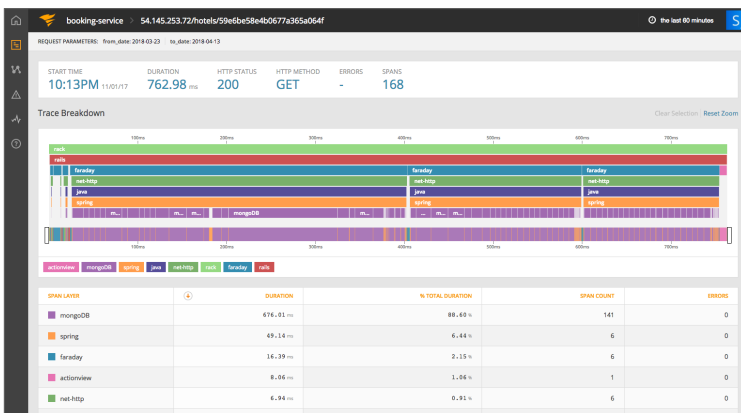 booking-service > 54.145.253.72/hotels/59e6be58e4b0677a365a064f
the last 60 minutes
S
REQUEST PARAMETERS: from_date: 2018-03-23 to_date: 2018-04-13
START TIME DURATION HTTP STATUS HTTP METHOD ERRORS SPANS
10:13PM 11/01/17 762.98 ms 200 GET - 168
Trace Breakdown
Clear Selection Reset Zoom
100ms 200ms 300ms 400ms 500ms 600ms 700ms
rack
rails
faraday faraday faraday
net-http net-http net-http
java java java
spring spring spring
m... m... m... mongoDB m... ... m... m...
100ms 200ms 300ms 400ms 500ms 600ms 700ms
actionview mongoDB spring java net-http rack faraday rails
SPAN LAYER DURATION % TOTAL DURATION SPAN COUNT ERRORS
mongoDB 676.01 ms 88.60 % 141 0
spring 49.14 ms 6.44 % 6 0
faraday 16.39 ms 2.15 % 6 0
actionview 8.06 ms 1.06 % 1 0
net-http 6.94 ms 0.91 % 6 0